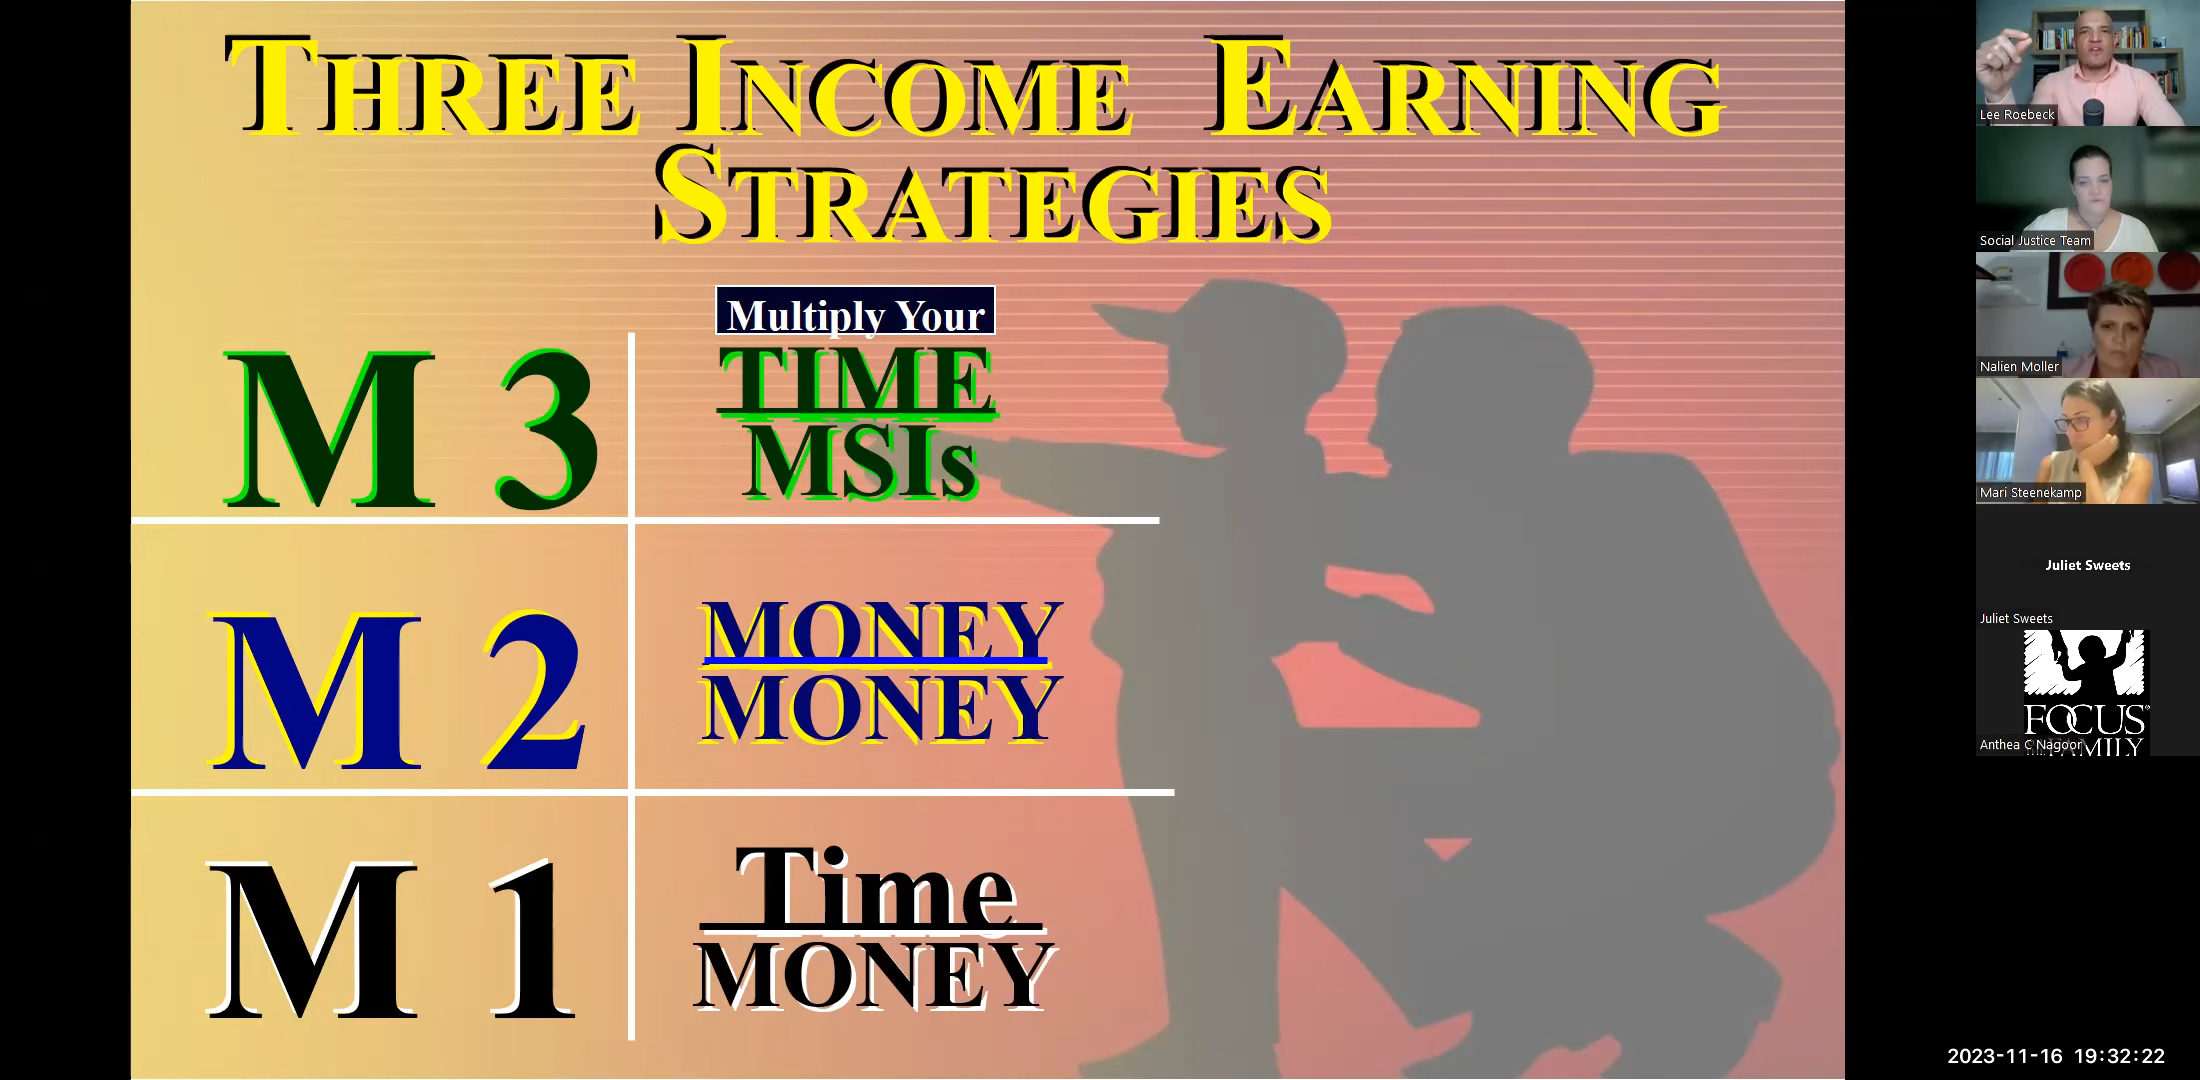 THREE INCOME EARNING
STRATEGIES
Multiply Your
M 3
TIME
MSIs
M 2
MONEY
MONEY
M 1
Time
MONEY
Lee Roebeck
Social Justice Team
Nalien Moller
Mari Steenekamp
Juliet Sweets
Juliet Sweets
FOCUS®
Anthea C Nagoor
FAMILY
2023-11-16 19:32:22